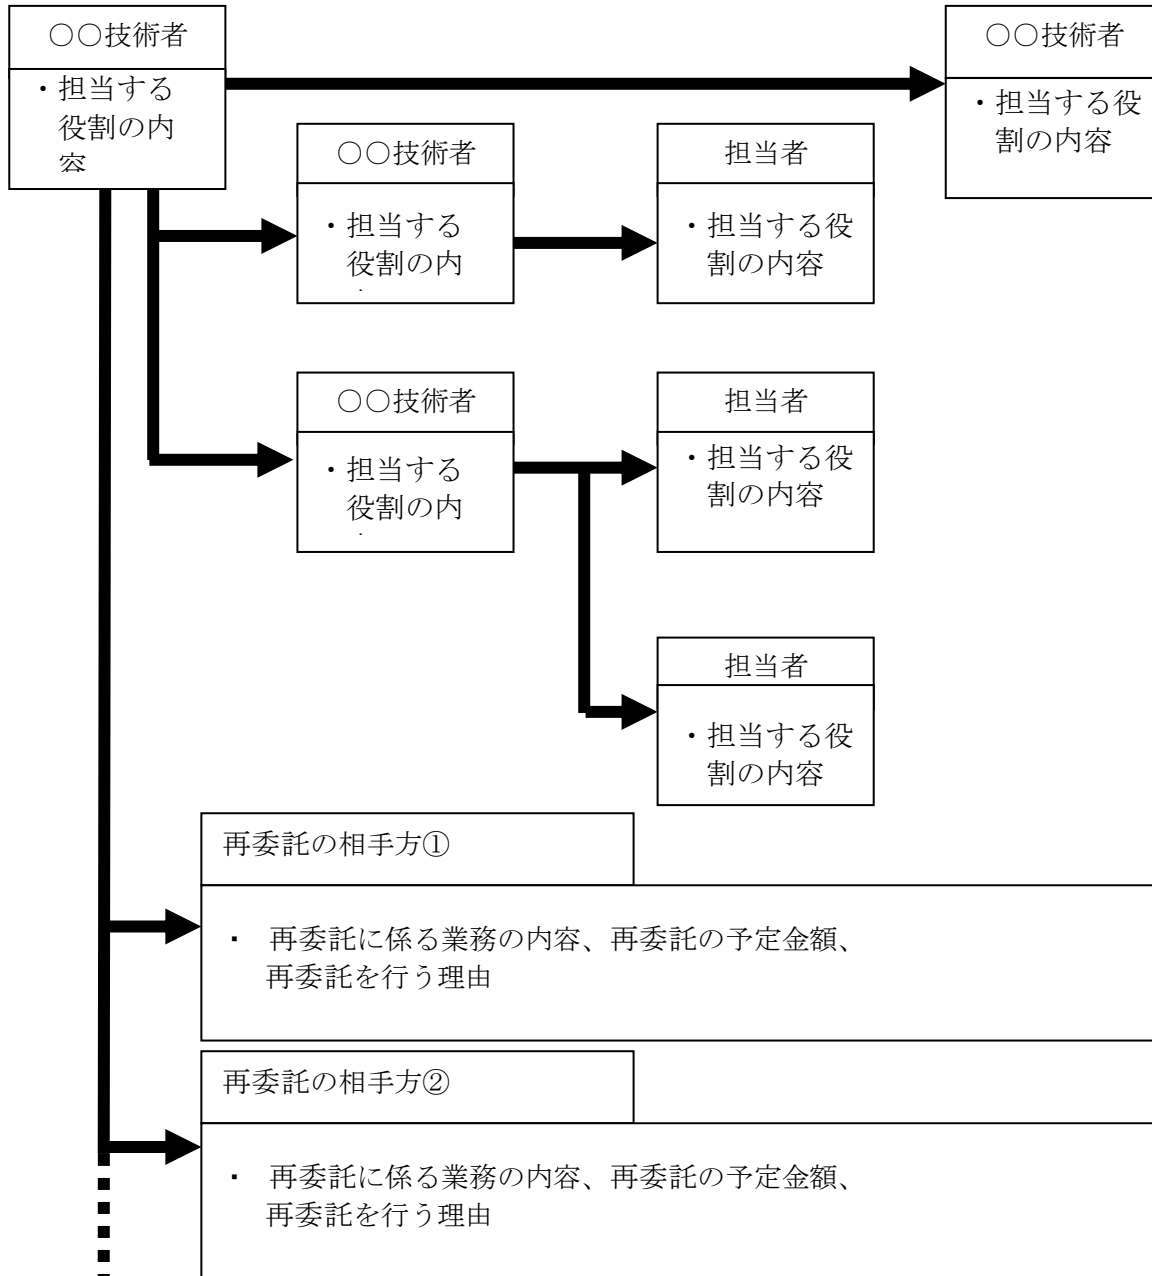 ○○技術者
・担当する
役割の内
容
○○技術者
・担当する役
割の内容
○○技術者
・担当する
役割の内
担当者
・担当する役
割の内容
○○技術者
・担当する
役割の内
担当者
・担当する役
割の内容
担当者
・担当する役
割の内容
再委託の相手方①
・ 再委託に係る業務の内容、再委託の予定金額、
再委託を行う理由
再委託の相手方②
・ 再委託に係る業務の内容、再委託の予定金額、
再委託を行う理由